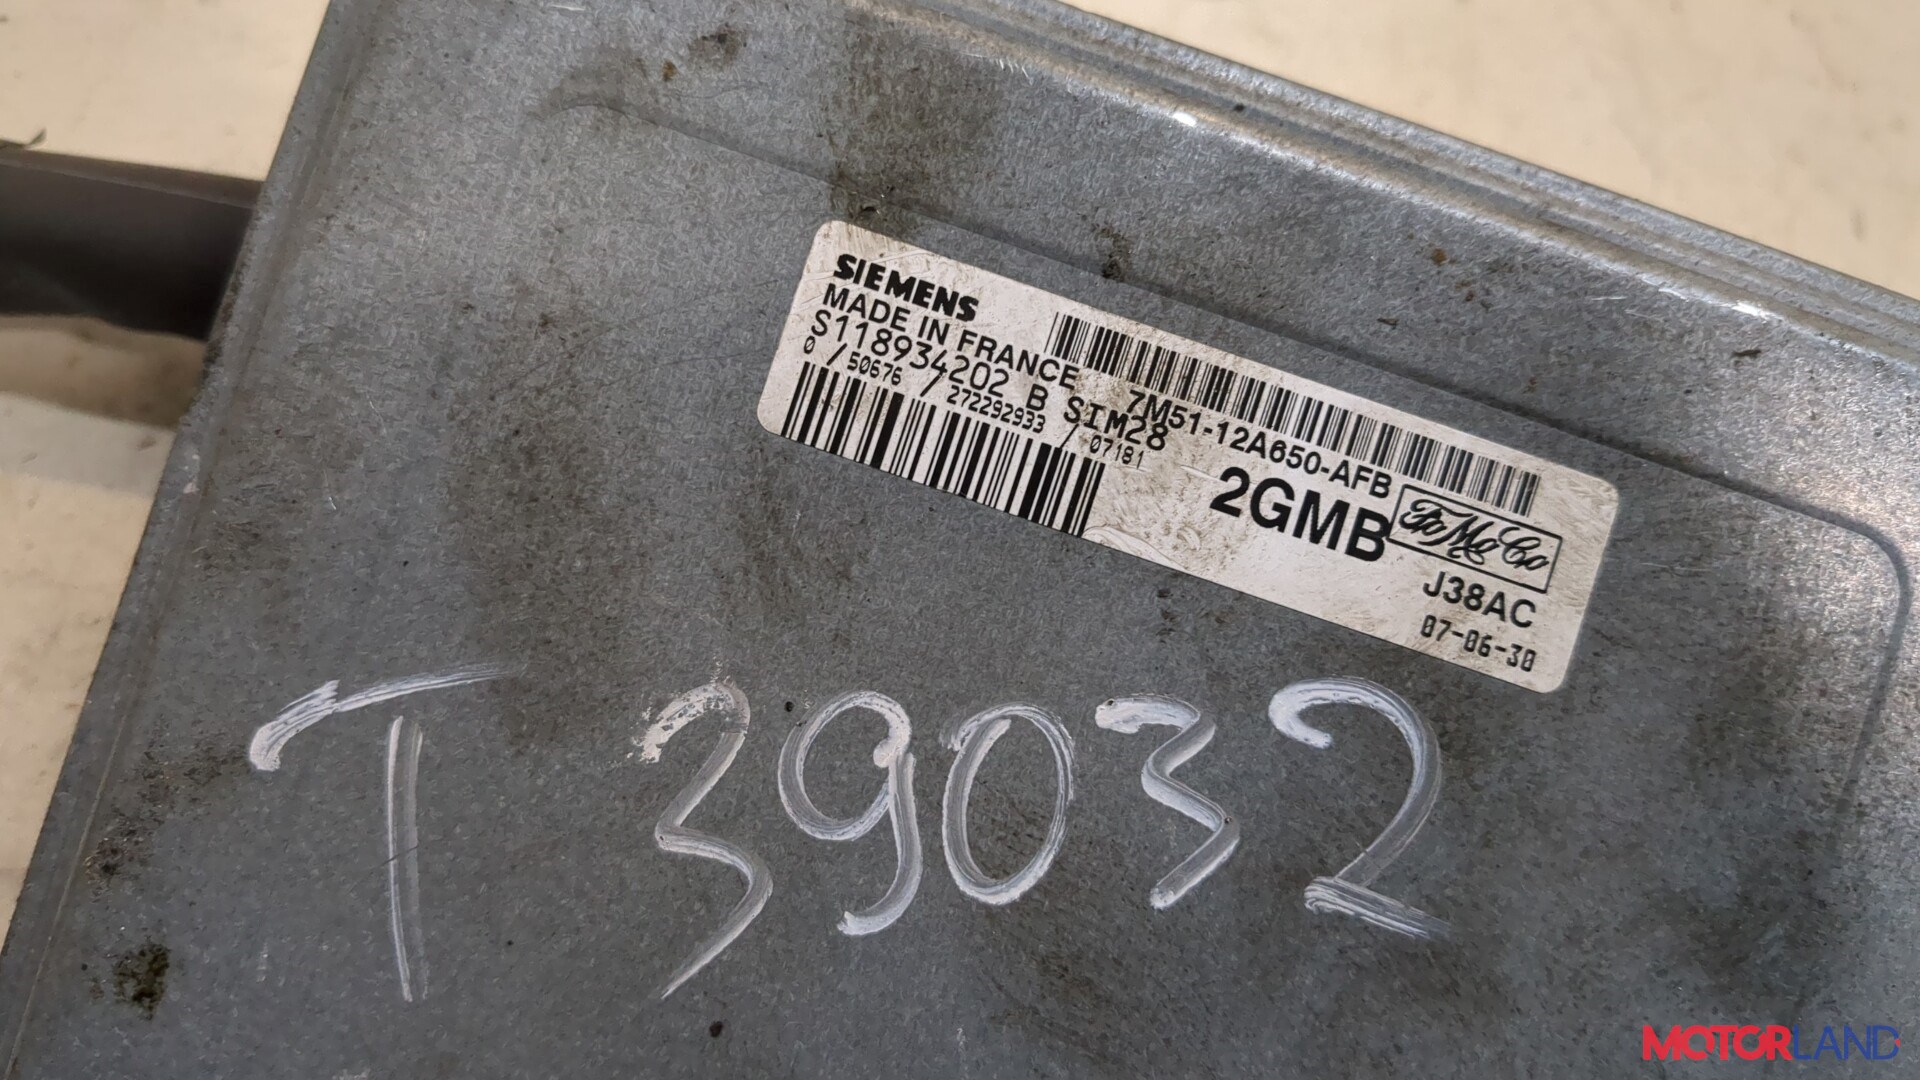 SIEMENS
MADE IN FRANCE
S118934202 B SIM28
0 / 50676 / 272292933 / 07181
7M51-12A650-AFB
2GMB
FoMoCo
J38AC
07-06-30
T 39032
MOTORLAND